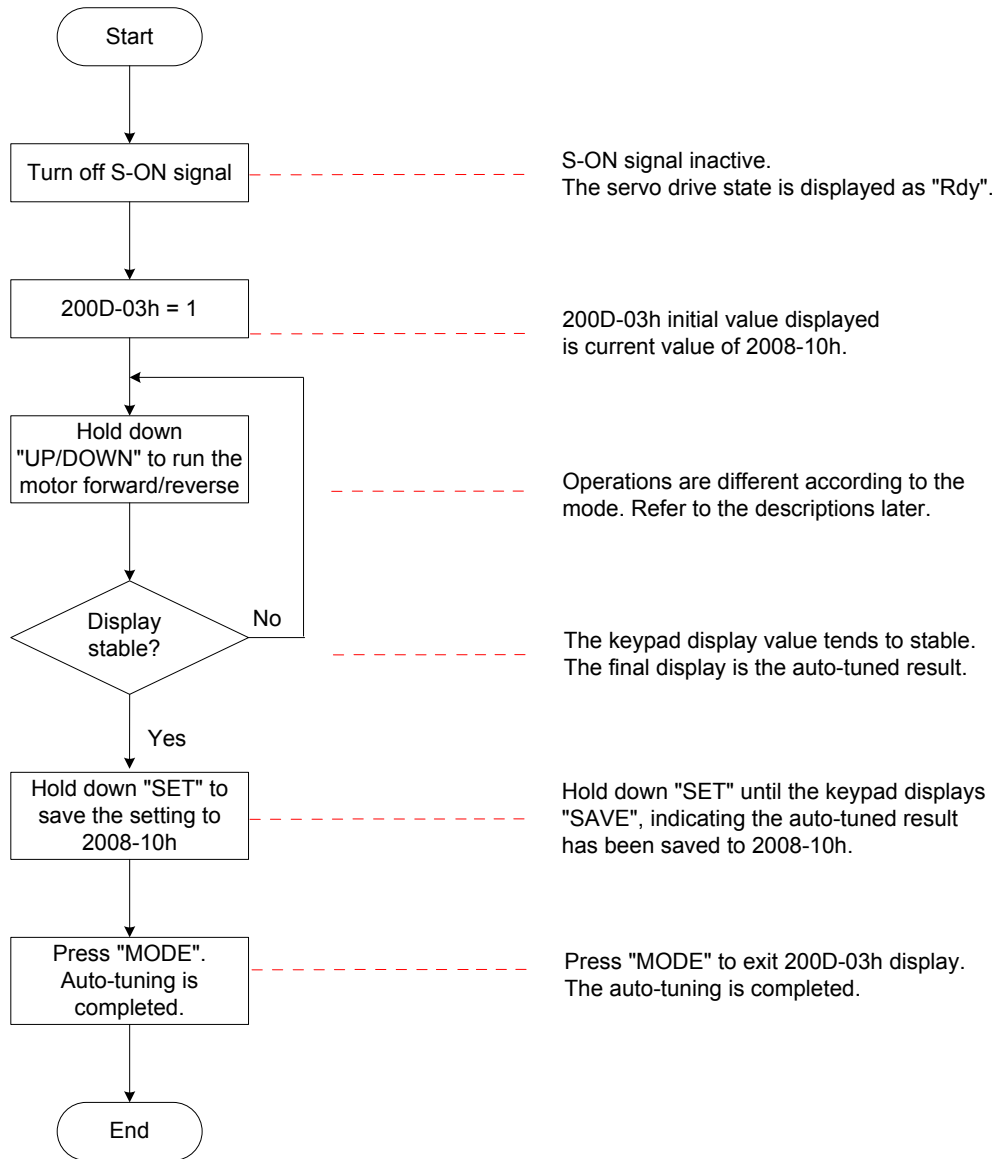 Start
Turn off S-ON signal
S-ON signal inactive.
The servo drive state is displayed as "Rdy".
200D-03h = 1
200D-03h initial value displayed
is current value of 2008-10h.
Hold down
"UP/DOWN" to run the
motor forward/reverse
Operations are different according to the
mode. Refer to the descriptions later.
Display
stable?
No
The keypad display value tends to stable.
The final display is the auto-tuned result.
Yes
Hold down "SET" to
save the setting to
2008-10h
Hold down "SET" until the keypad displays
"SAVE", indicating the auto-tuned result
has been saved to 2008-10h.
Press "MODE".
Auto-tuning is
completed.
Press "MODE" to exit 200D-03h display.
The auto-tuning is completed.
End